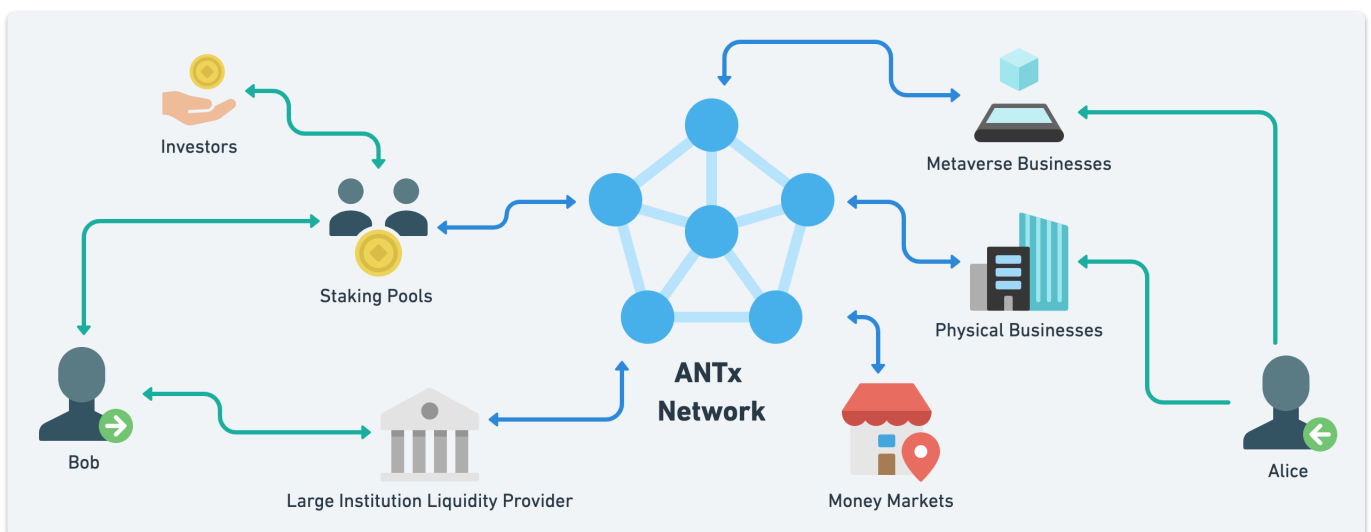 Investors
Metaverse Businesses
Staking Pools
Physical Businesses
ANTx
Network
Bob
Alice
Large Institution Liquidity Provider
Money Markets